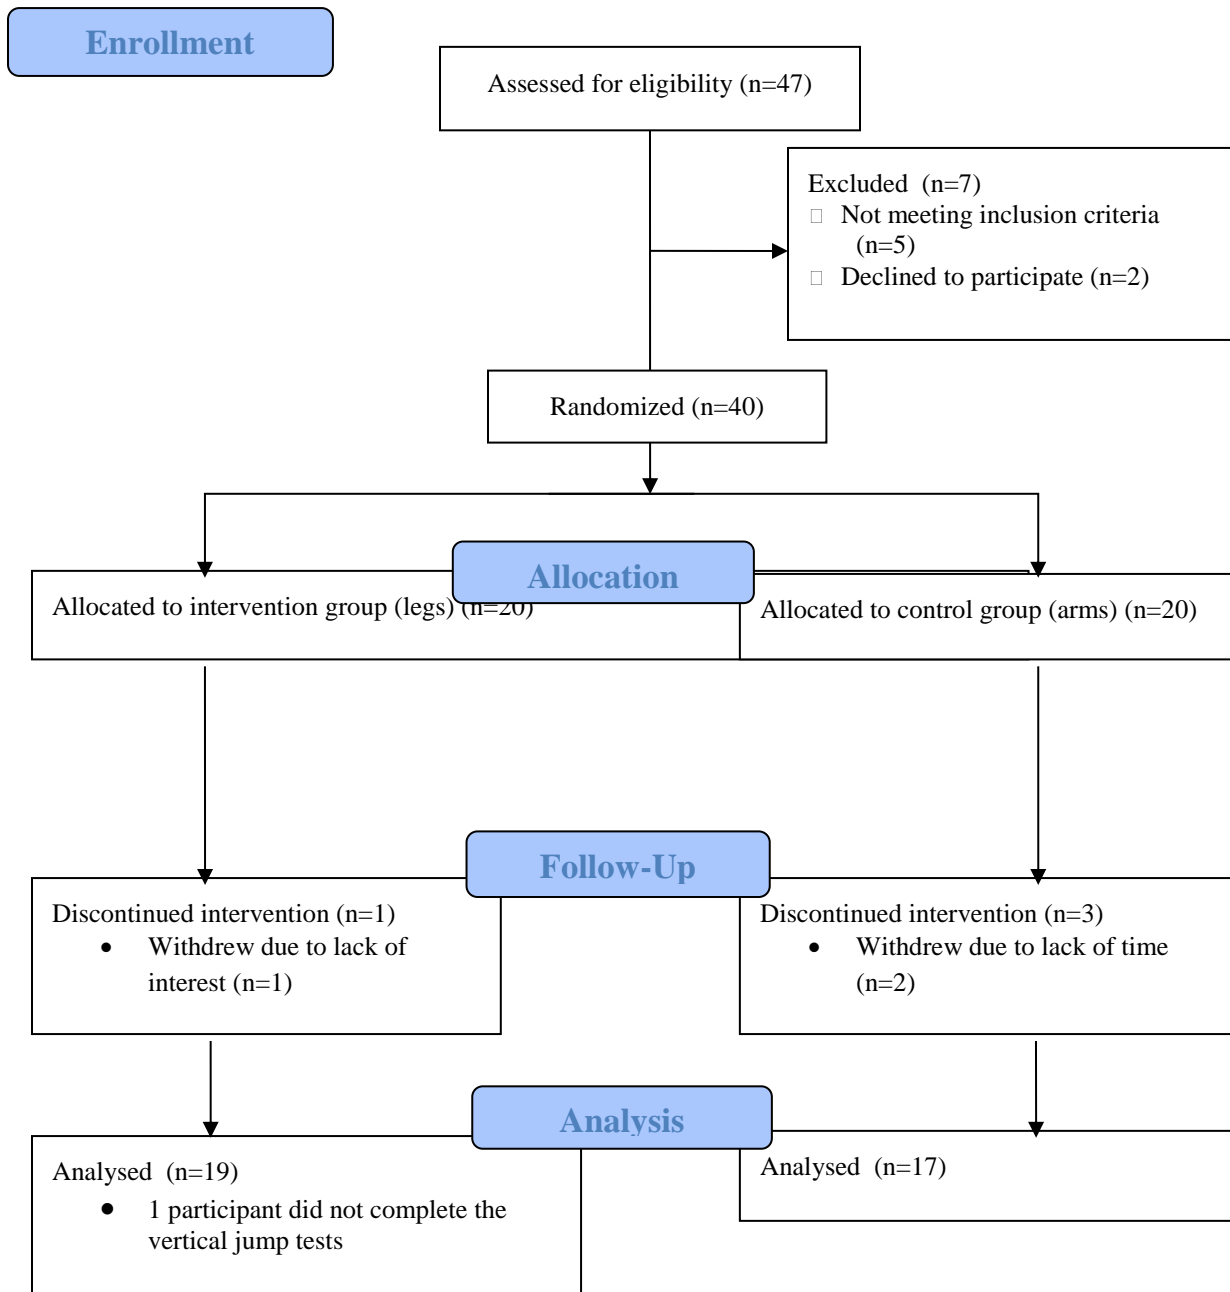 Enrollment
Assessed for eligibility (n=47)
Excluded  (n=7)
□ Not meeting inclusion criteria
(n=5)
□ Declined to participate (n=2)
Randomized (n=40)
Allocation
Allocated to intervention group (legs) (n=20)
Allocated to control group (arms) (n=20)
Follow-Up
Discontinued intervention (n=1)
• Withdrew due to lack of
interest (n=1)
Discontinued intervention (n=3)
• Withdrew due to lack of time
(n=2)
Analysis
Analysed  (n=19)
• 1 participant did not complete the
vertical jump tests
Analysed  (n=17)